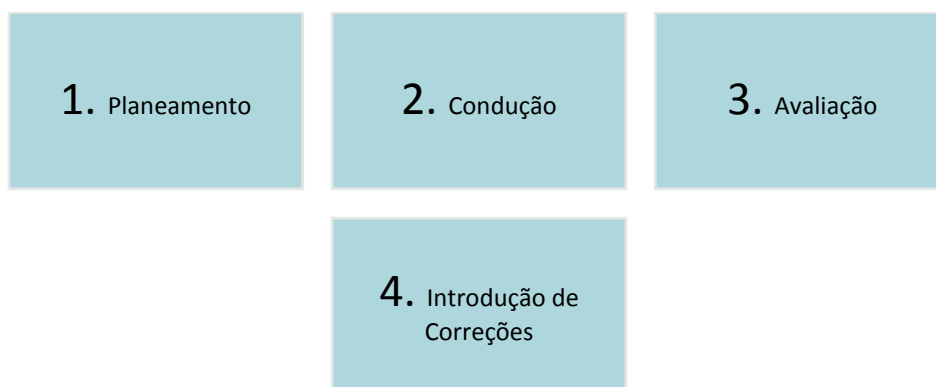 1. Planeamento
2. Condução
3. Avaliação
4. Introdução de
Correções